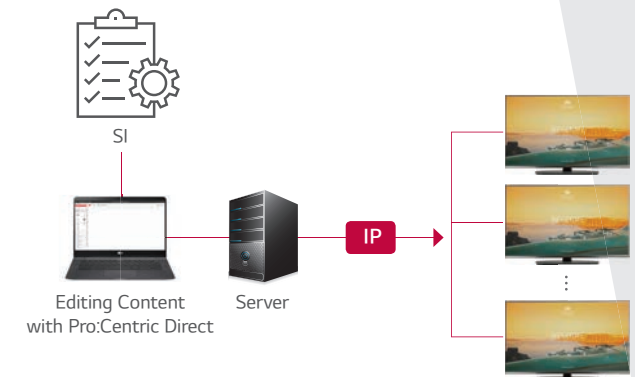 SI
IP
Editing Content
with Pro:Centric Direct
Server